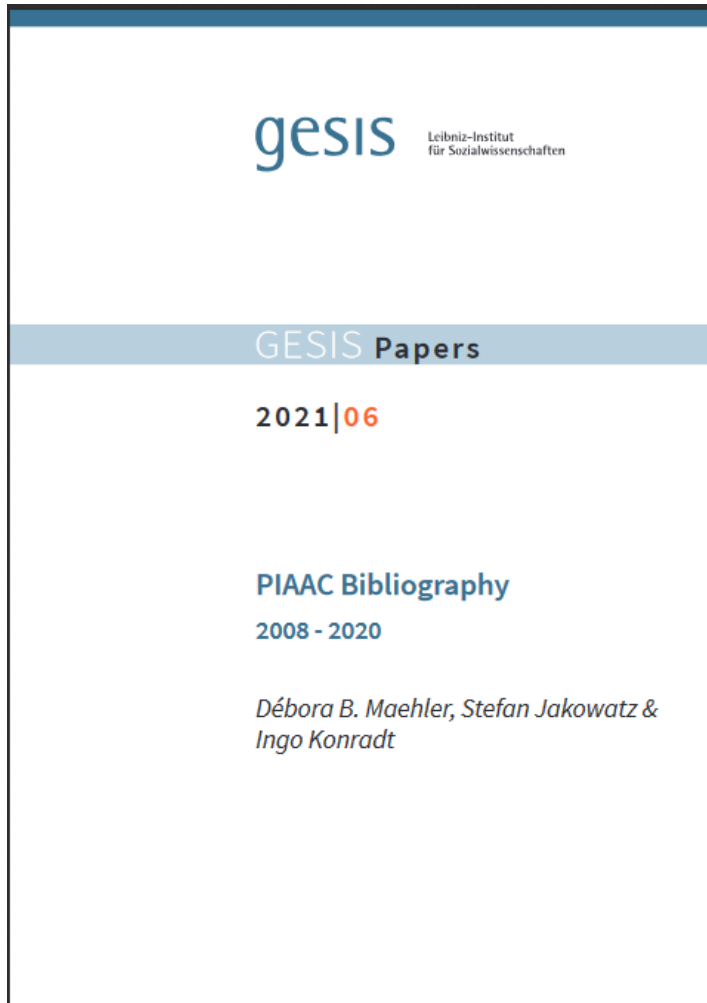 gesis
Leibniz-Institut
für Sozialwissenschaften
GESIS Papers
2021|06
PIAAC Bibliography
2008 - 2020
Débora B. Maehler, Stefan Jakowatz &
Ingo Konradt